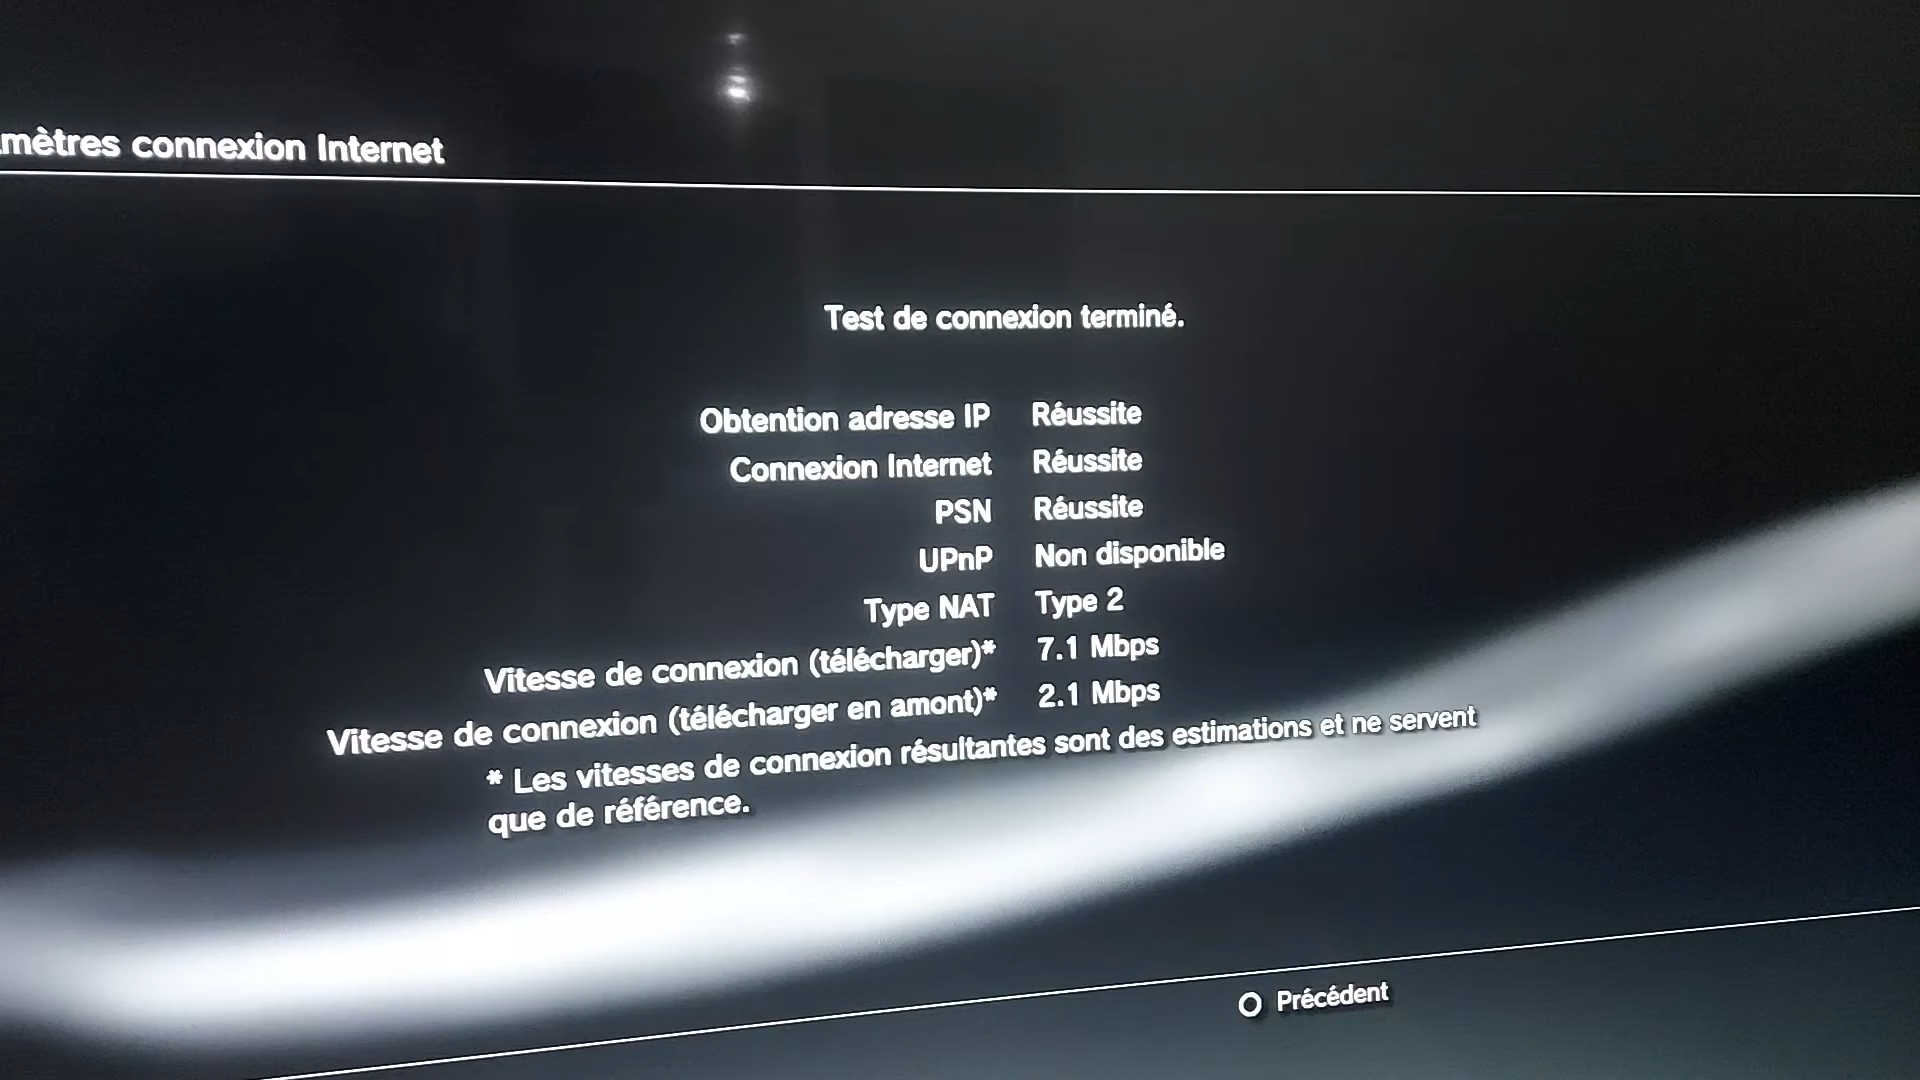 mètres connexion Internet
Test de connexion terminé.
Obtention adresse IP Réussite
Connexion Internet Réussite
PSN Réussite
UPnP Non disponible
Type NAT Type 2
Vitesse de connexion (télécharger)* 7.1 Mbps
Vitesse de connexion (télécharger en amont)* 2.1 Mbps
* Les vitesses de connexion résultantes sont des estimations et ne servent
que de référence.
Précédent